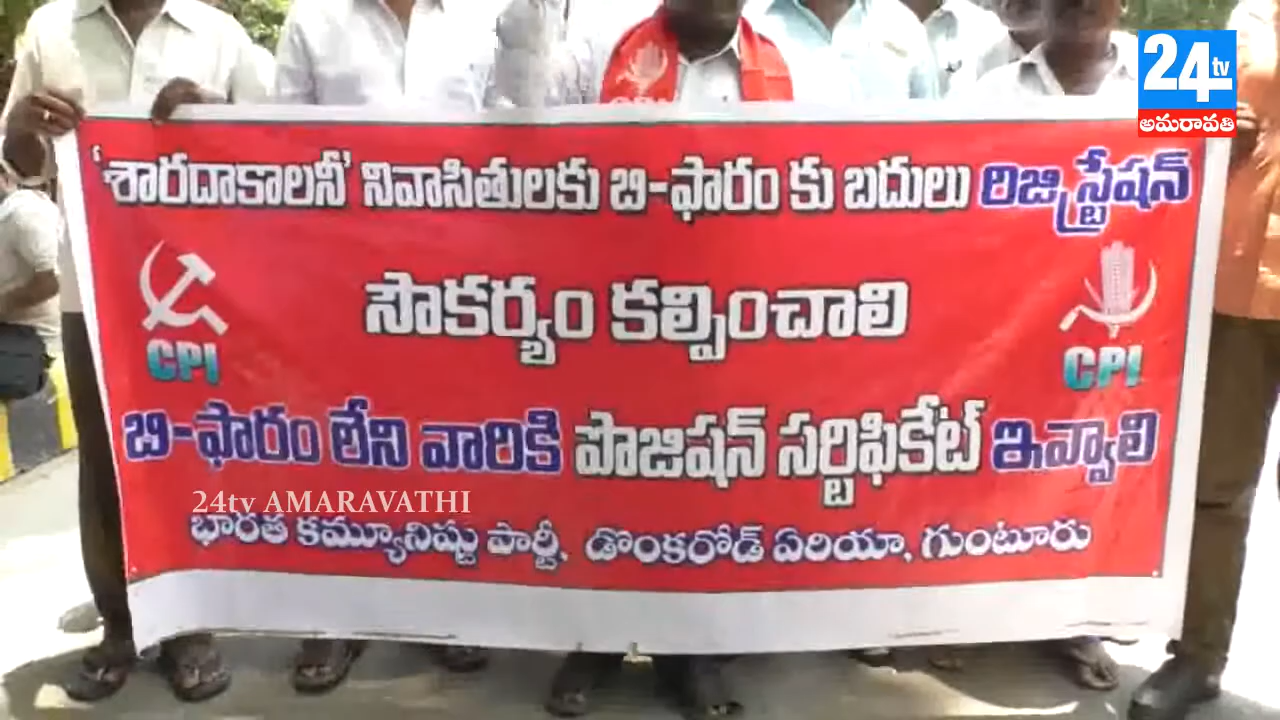 24tv
అమరావతి
'శారదాకాలనీ' నివాసితులకు బి-ఫారం కు బదులు రిజిస్ట్రేషన్
సౌకర్యం కల్పించాలి
CPI
CPI
బి-ఫారం లేని వారికి పొజిషన్ సర్టిఫికేట్ ఇవ్వాలి
24tv AMARAVATHI
భారత కమ్యూనిష్టు పార్టీ, డొంకరోడ్ ఏరియా, గుంటూరు